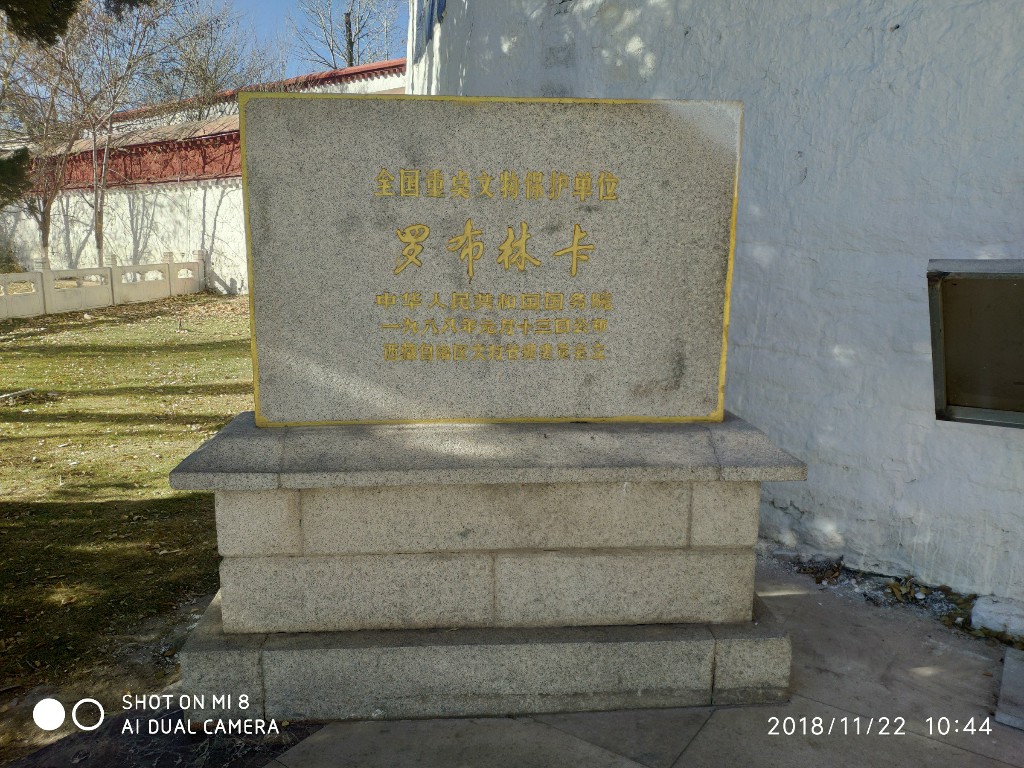 全国重点文物保护单位
罗布林卡
中华人民共和国国务院
一九八八年元月十三日公布
西藏自治区文物管理委员会立
SHOT ON MI 8
AI DUAL CAMERA
2018/11/22 10:44